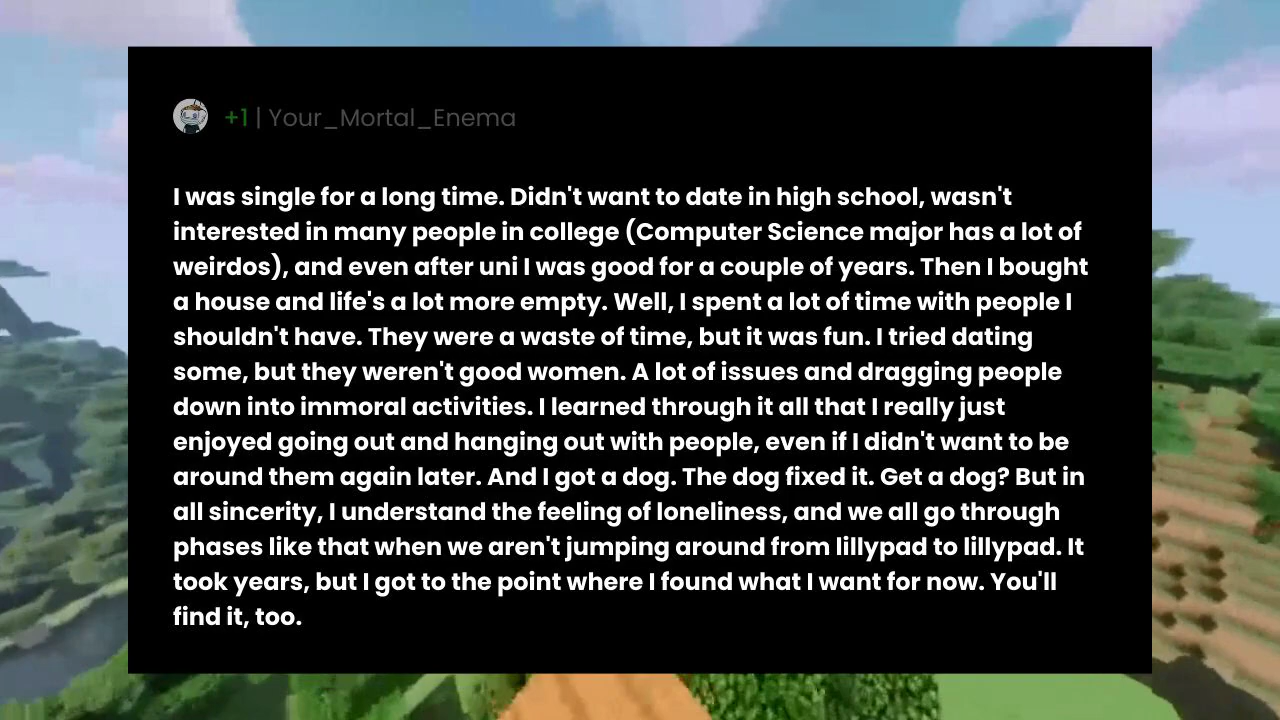 +1 | Your_Mortal_Enema
I was single for a long time. Didn't want to date in high school, wasn't
interested in many people in college (Computer Science major has a lot of
weirdos), and even after uni I was good for a couple of years. Then I bought
a house and life's a lot more empty. Well, I spent a lot of time with people I
shouldn't have. They were a waste of time, but it was fun. I tried dating
some, but they weren't good women. A lot of issues and dragging people
down into immoral activities. I learned through it all that I really just
enjoyed going out and hanging out with people, even if I didn't want to be
around them again later. And I got a dog. The dog fixed it. Get a dog? But in
all sincerity, I understand the feeling of loneliness, and we all go through
phases like that when we aren't jumping around from lillypad to lillypad. It
took years, but I got to the point where I found what I want for now. You'll
find it, too.